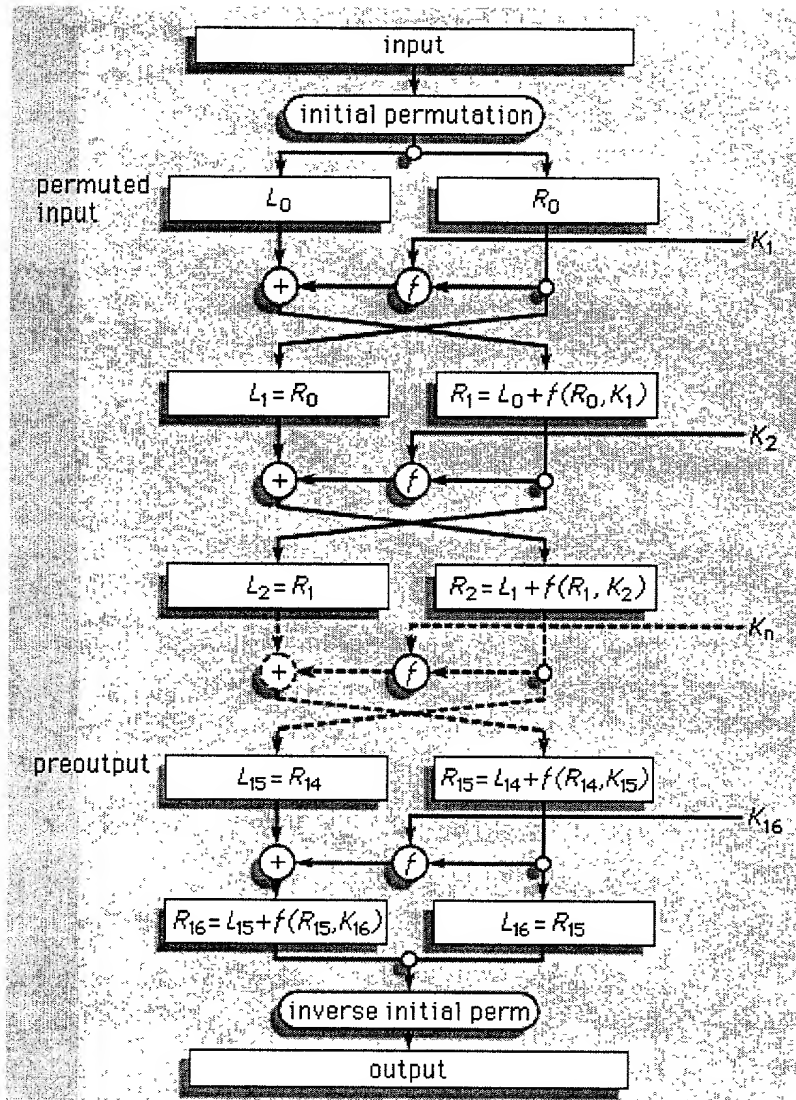 input
initial permutation
permuted
input
L₀
R₀
K₁
+
f
L₁ = R₀
R₁ = L₀ + f(R₀, K₁)
K₂
+
f
L₂ = R₁
R₂ = L₁ + f(R₁, K₂)
Kₙ
+
f
preoutput
L₁₅ = R₁₄
R₁₅ = L₁₄ + f(R₁₄, K₁₅)
K₁₆
+
f
R₁₆ = L₁₅ + f(R₁₅, K₁₆)
L₁₆ = R₁₅
inverse initial perm
output